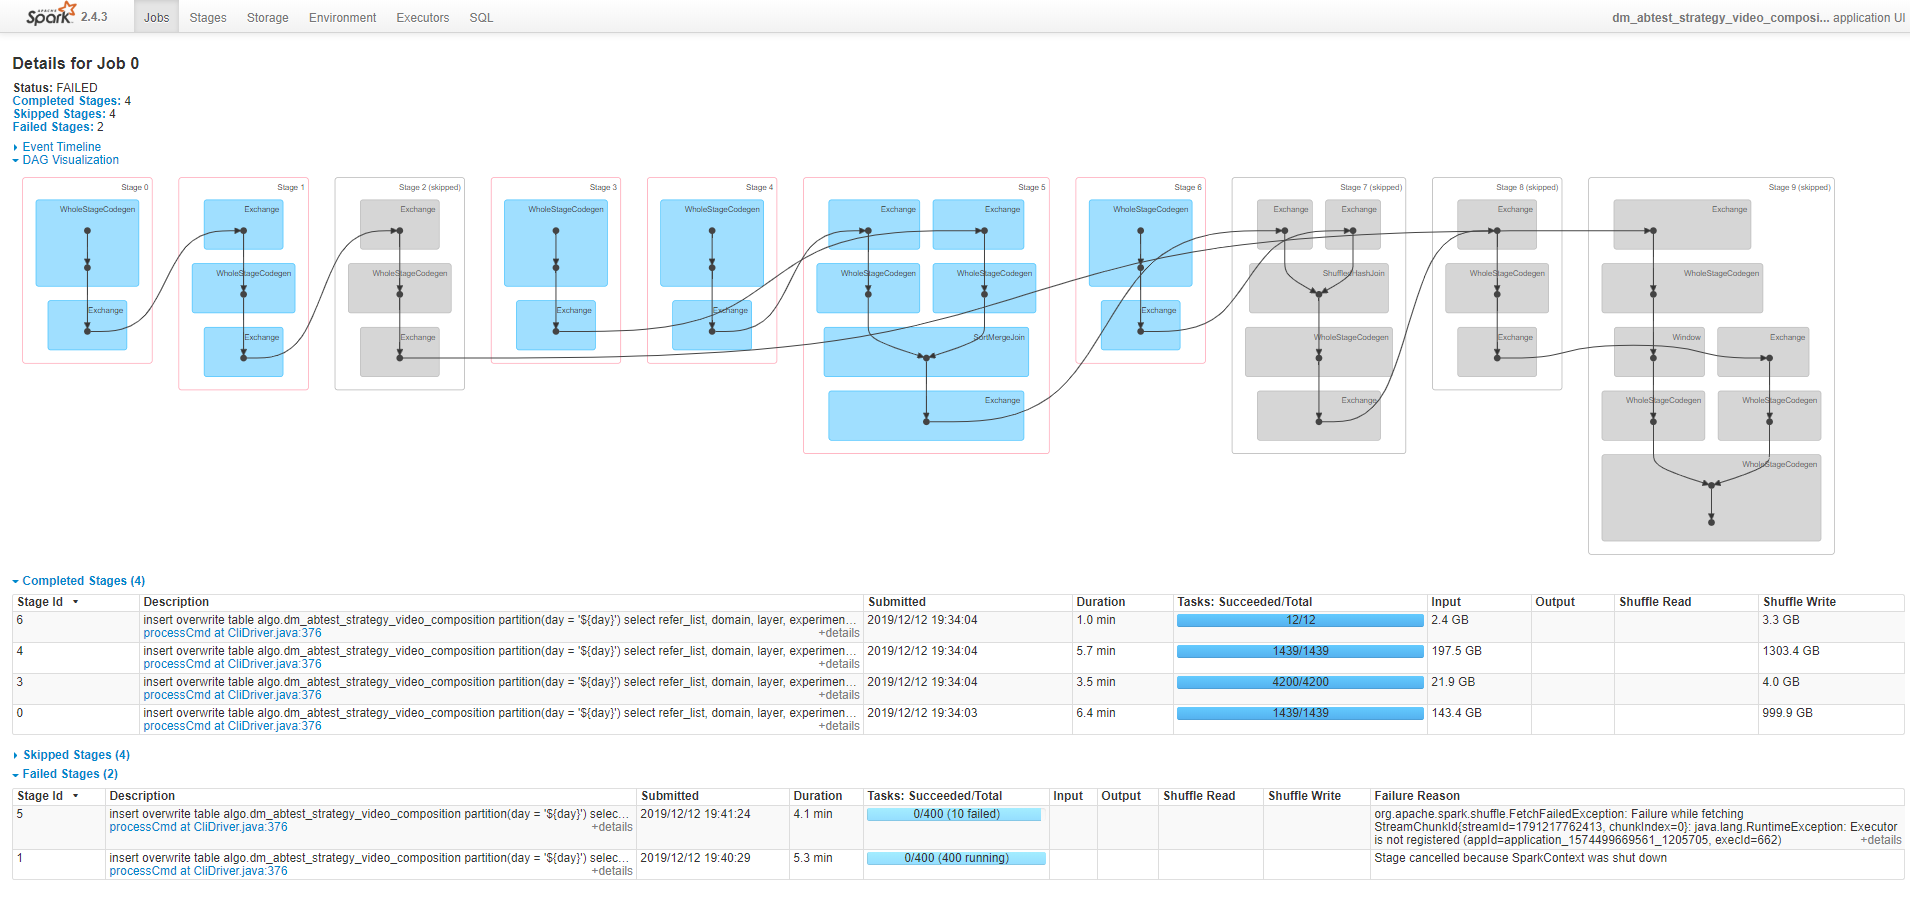 APACHE Spark 2.4.3 Jobs Stages Storage Environment Executors SQL dm_abtest_strategy_video_composi... application UI
Details for Job 0
Status: FAILED
Completed Stages: 4
Skipped Stages: 4
Failed Stages: 2
Event Timeline
DAG Visualization
Stage 0 Stage 1 Stage 2 (skipped) Stage 3 Stage 4 Stage 5 Stage 6 Stage 7 (skipped) Stage 8 (skipped) Stage 9 (skipped)
WholeStageCodegen Exchange Exchange WholeStageCodegen WholeStageCodegen Exchange Exchange WholeStageCodegen Exchange Exchange Exchange Exchange
WholeStageCodegen WholeStageCodegen WholeStageCodegen WholeStageCodegen ShuffledHashJoin WholeStageCodegen WholeStageCodegen
Exchange Exchange Exchange Exchange
Exchange Exchange SortMergeJoin WholeStageCodegen Exchange Window Exchange
Exchange Exchange WholeStageCodegen WholeStageCodegen
WholeStageCodegen
Completed Stages (4)
Stage Id Description Submitted Duration Tasks: Succeeded/Total Input Output Shuffle Read Shuffle Write
6 insert overwrite table algo.dm_abtest_strategy_video_composition partition(day = '${day}') select refer_list, domain, layer, experimen... 2019/12/12 19:34:04 1.0 min 12/12 2.4 GB 3.3 GB
processCmd at CliDriver.java:376 +details
4 insert overwrite table algo.dm_abtest_strategy_video_composition partition(day = '${day}') select refer_list, domain, layer, experimen... 2019/12/12 19:34:04 5.7 min 1439/1439 197.5 GB 1303.4 GB
processCmd at CliDriver.java:376 +details
3 insert overwrite table algo.dm_abtest_strategy_video_composition partition(day = '${day}') select refer_list, domain, layer, experimen... 2019/12/12 19:34:04 3.5 min 4200/4200 21.9 GB 4.0 GB
processCmd at CliDriver.java:376 +details
0 insert overwrite table algo.dm_abtest_strategy_video_composition partition(day = '${day}') select refer_list, domain, layer, experimen... 2019/12/12 19:34:03 6.4 min 1439/1439 143.4 GB 999.9 GB
processCmd at CliDriver.java:376 +details
Skipped Stages (4)
Failed Stages (2)
Stage Id Description Submitted Duration Tasks: Succeeded/Total Input Output Shuffle Read Shuffle Write Failure Reason
5 insert overwrite table algo.dm_abtest_strategy_video_composition partition(day = '${day}') selec... 2019/12/12 19:41:24 4.1 min 0/400 (10 failed) org.apache.spark.shuffle.FetchFailedException: Failure while fetching
processCmd at CliDriver.java:376 +details StreamChunkId{streamId=1791217762413, chunkIndex=0}: java.lang.RuntimeException: Executor
is not registered (appId=application_1574499669561_1205705, execId=662) +details
1 insert overwrite table algo.dm_abtest_strategy_video_composition partition(day = '${day}') selec... 2019/12/12 19:40:29 5.3 min 0/400 (400 running) Stage cancelled because SparkContext was shut down
processCmd at CliDriver.java:376 +details